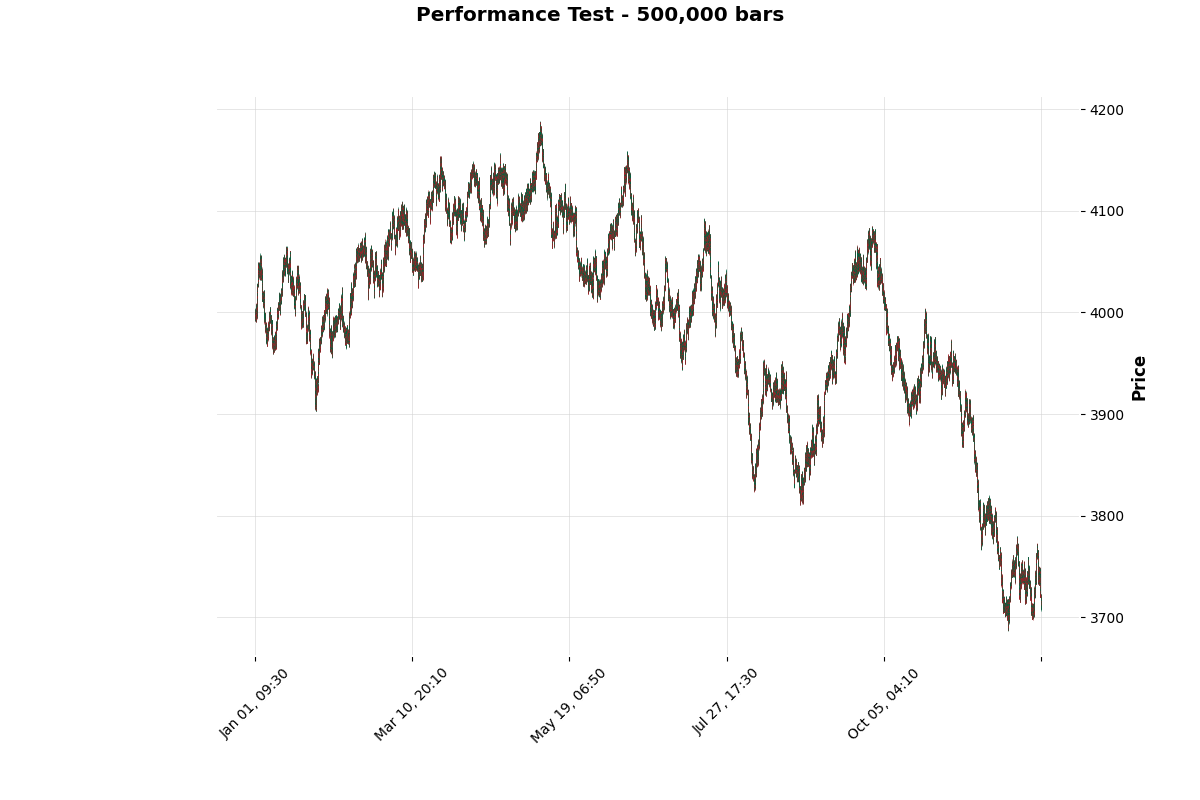 Performance Test - 500,000 bars
4200
4100
4000
3900
3800
3700
Price
Jan 01, 09:30
Mar 10, 20:10
May 19, 06:50
Jul 27, 17:30
Oct 05, 04:10